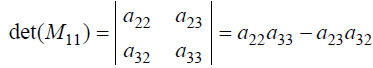 det(M₁₁) = | a₂₂ a₂₃ | = a₂₂a₃₃ − a₂₃a₃₂
| a₃₂ a₃₃ |